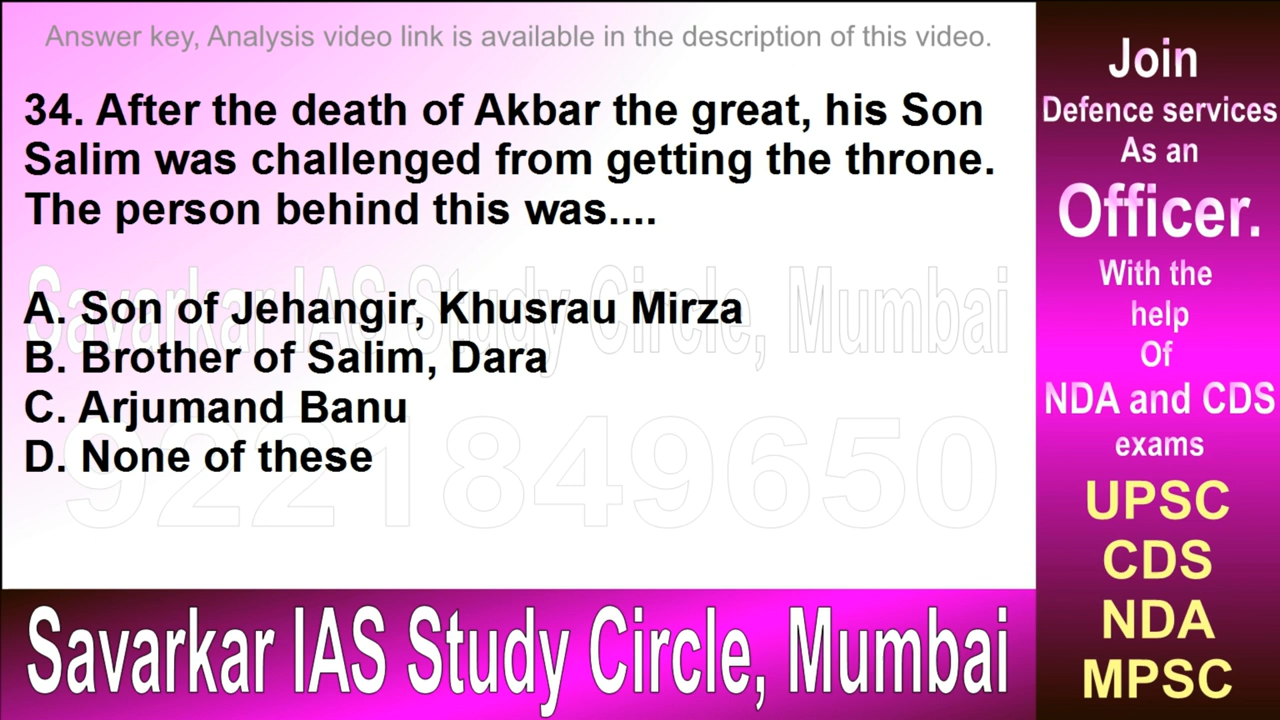 Answer key, Analysis video link is available in the description of this video.
34. After the death of Akbar the great, his Son
Salim was challenged from getting the throne.
The person behind this was....
Savarkar IAS Study Circle, Mumbai
A. Son of Jehangir, Khusrau Mirza
B. Brother of Salim, Dara
C. Arjumand Banu
D. None of these
9221849650
Savarkar IAS Study Circle, Mumbai
Join
Defence services
As an
Officer.
With the
help
Of
NDA and CDS
exams
UPSC
CDS
NDA
MPSC